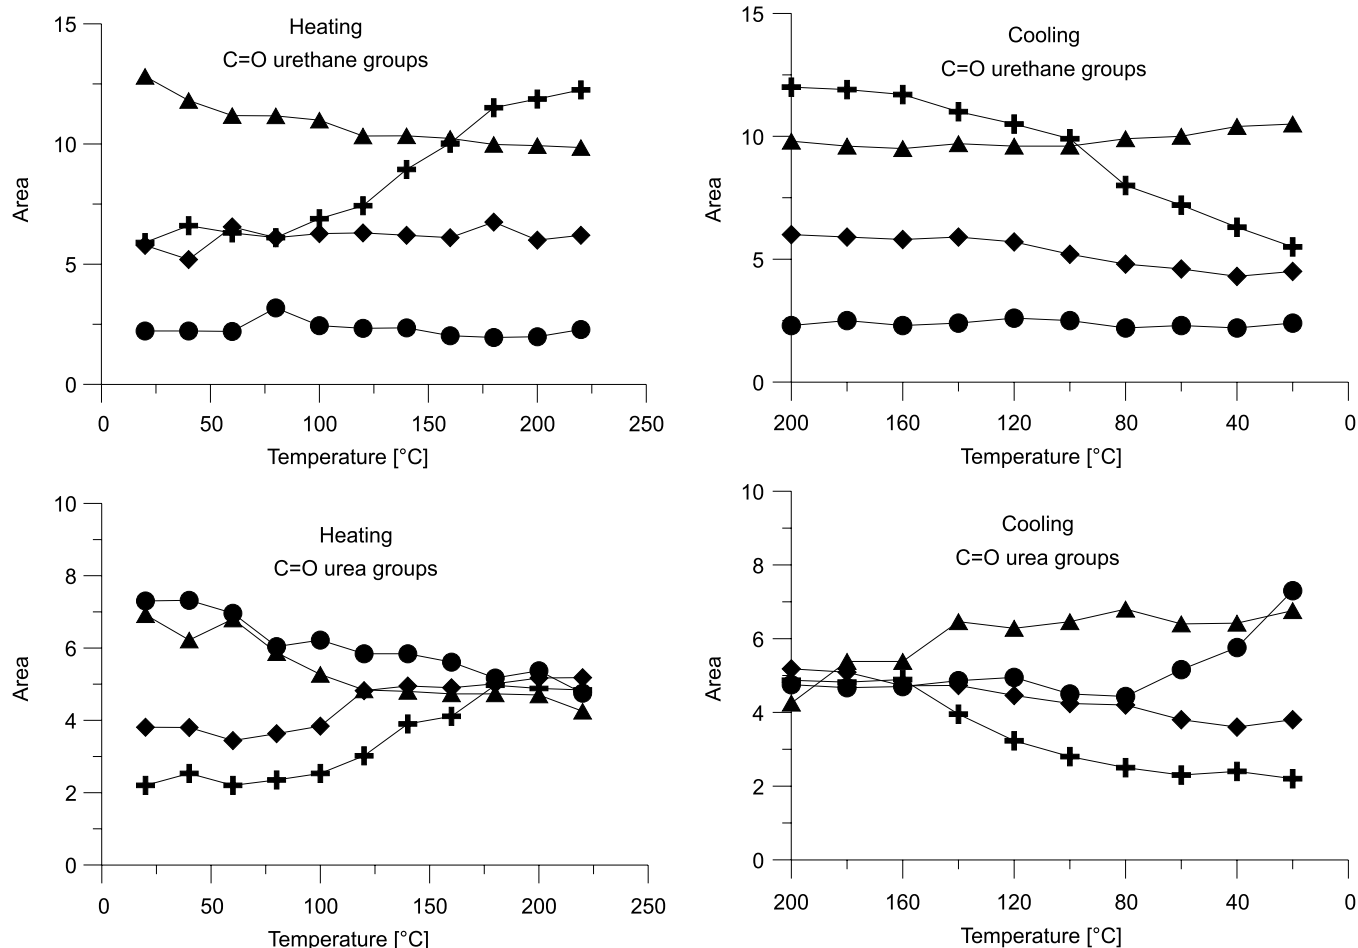 Heating
C=O urethane groups
15
10
5
0
Area
0 50 100 150 200 250
Temperature [°C]
Cooling
C=O urethane groups
15
10
5
0
Area
200 160 120 80 40 0
Temperature [°C]
Heating
C=O urea groups
10
8
6
4
2
0
Area
0 50 100 150 200 250
Temperature [°C]
Cooling
C=O urea groups
10
8
6
4
2
0
Area
200 160 120 80 40 0
Temperature [°C]